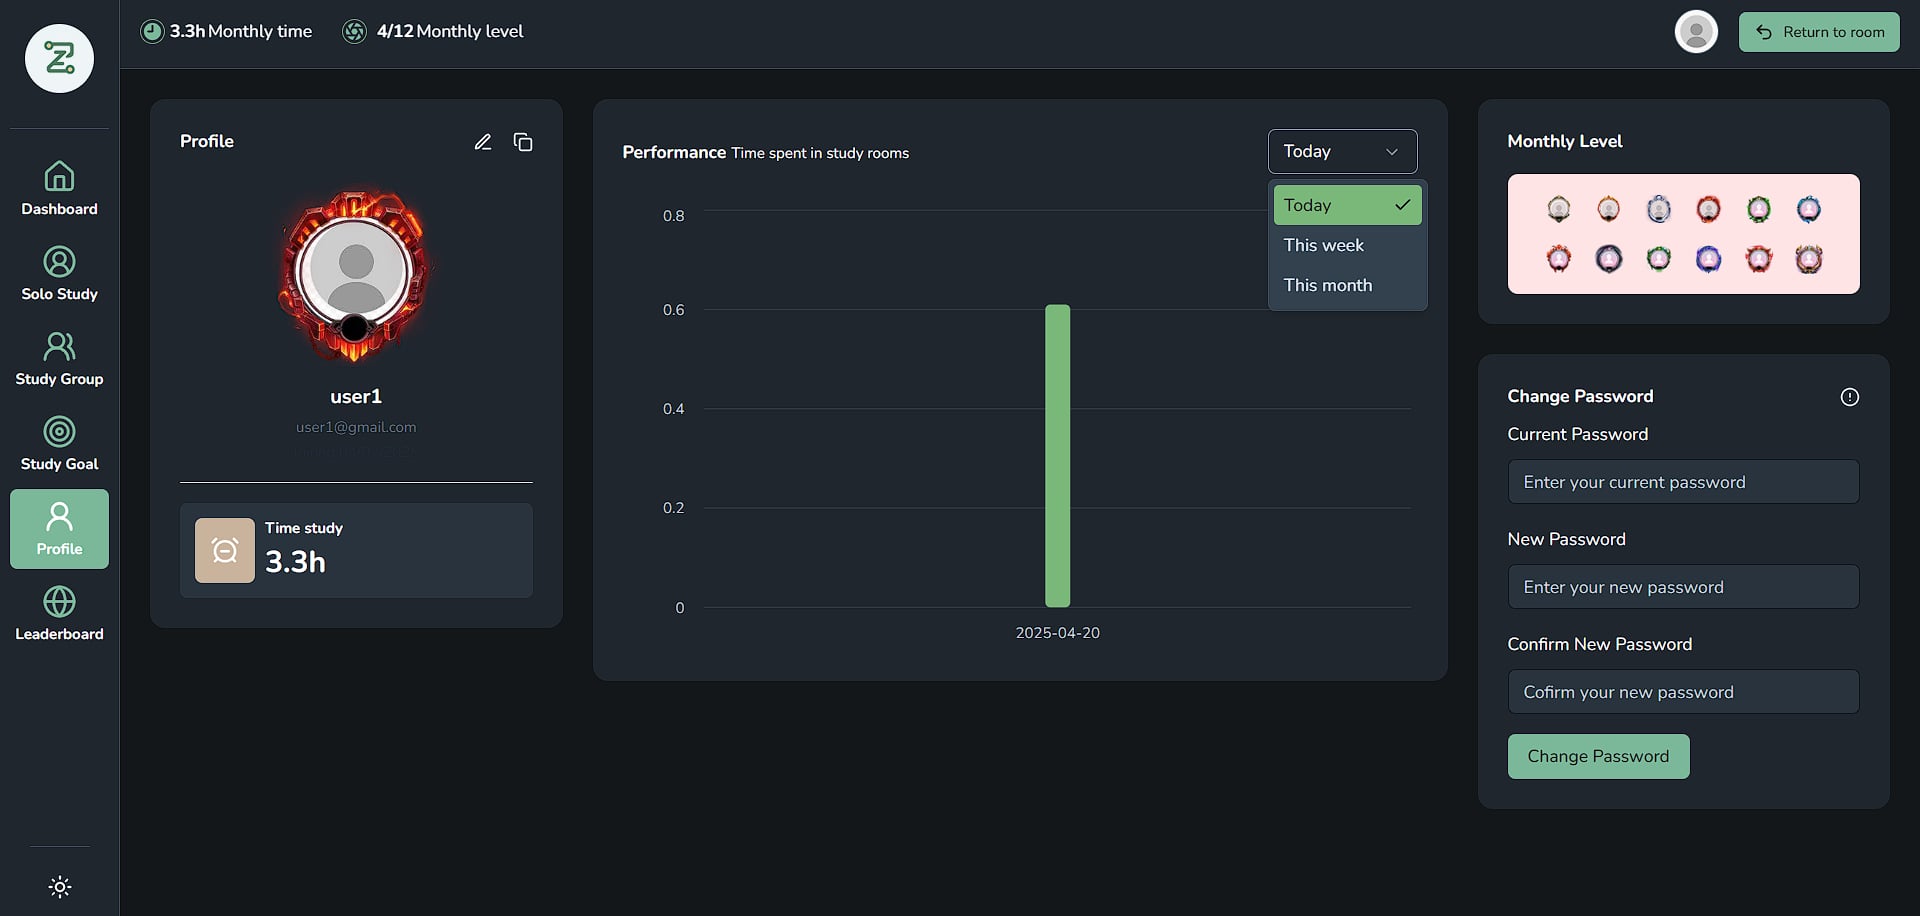 3.3h Monthly time
4/12 Monthly level
Return to room
Dashboard
Solo Study
Study Group
Study Goal
Profile
Leaderboard
Profile
user1
user1@gmail.com
Time study
3.3h
Performance Time spent in study rooms
Today
Today
This week
This month
0.8
0.6
0.4
0.2
0
2025-04-20
Monthly Level
Change Password
Current Password
Enter your current password
New Password
Enter your new password
Confirm New Password
Cofirm your new password
Change Password